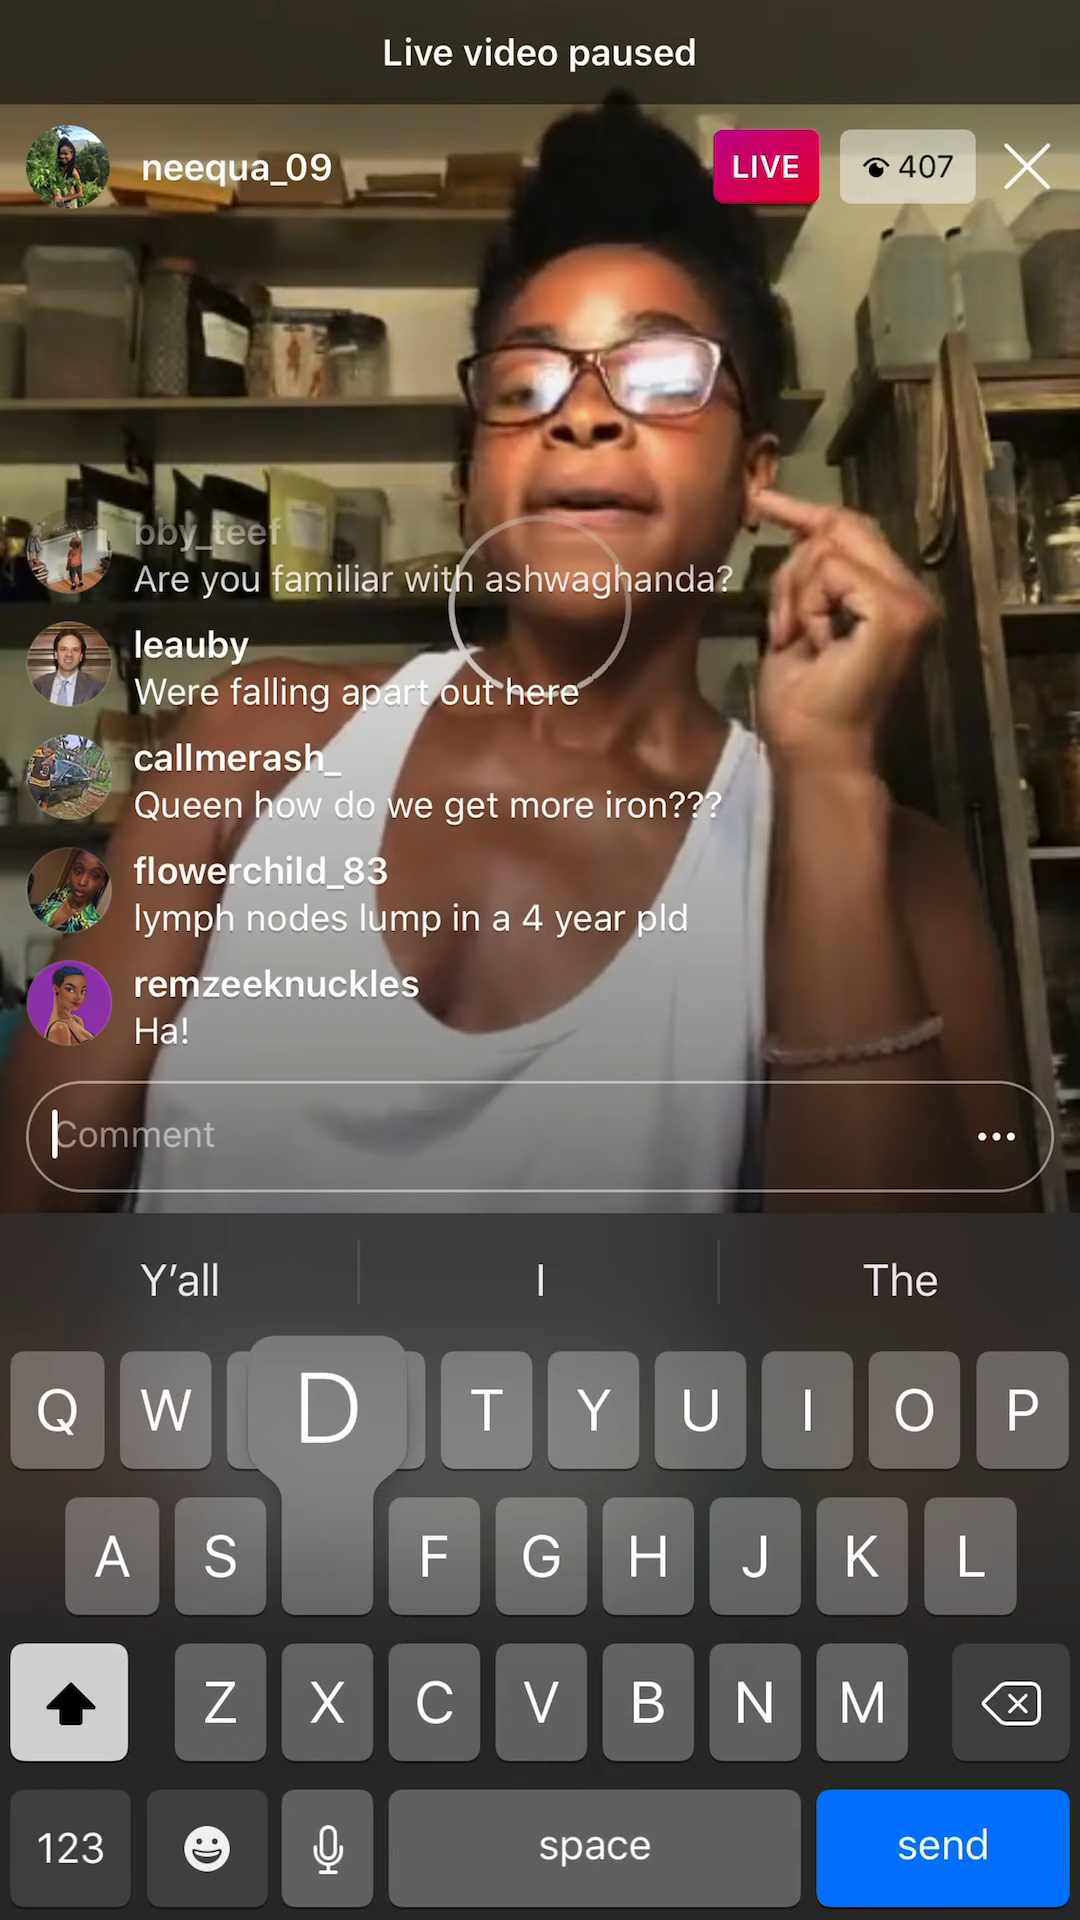 Live video paused
neequa_09
LIVE
407
bby_teef
Are you familiar with ashwaghanda?
leauby
Were falling apart out here
callmerash_
Queen how do we get more iron???
flowerchild_83
lymph nodes lump in a 4 year pld
remzeeknuckles
Ha!
Comment
Y'all I The
Q W D T Y U I O P
A S F G H J K L
Z X C V B N M
123 space send